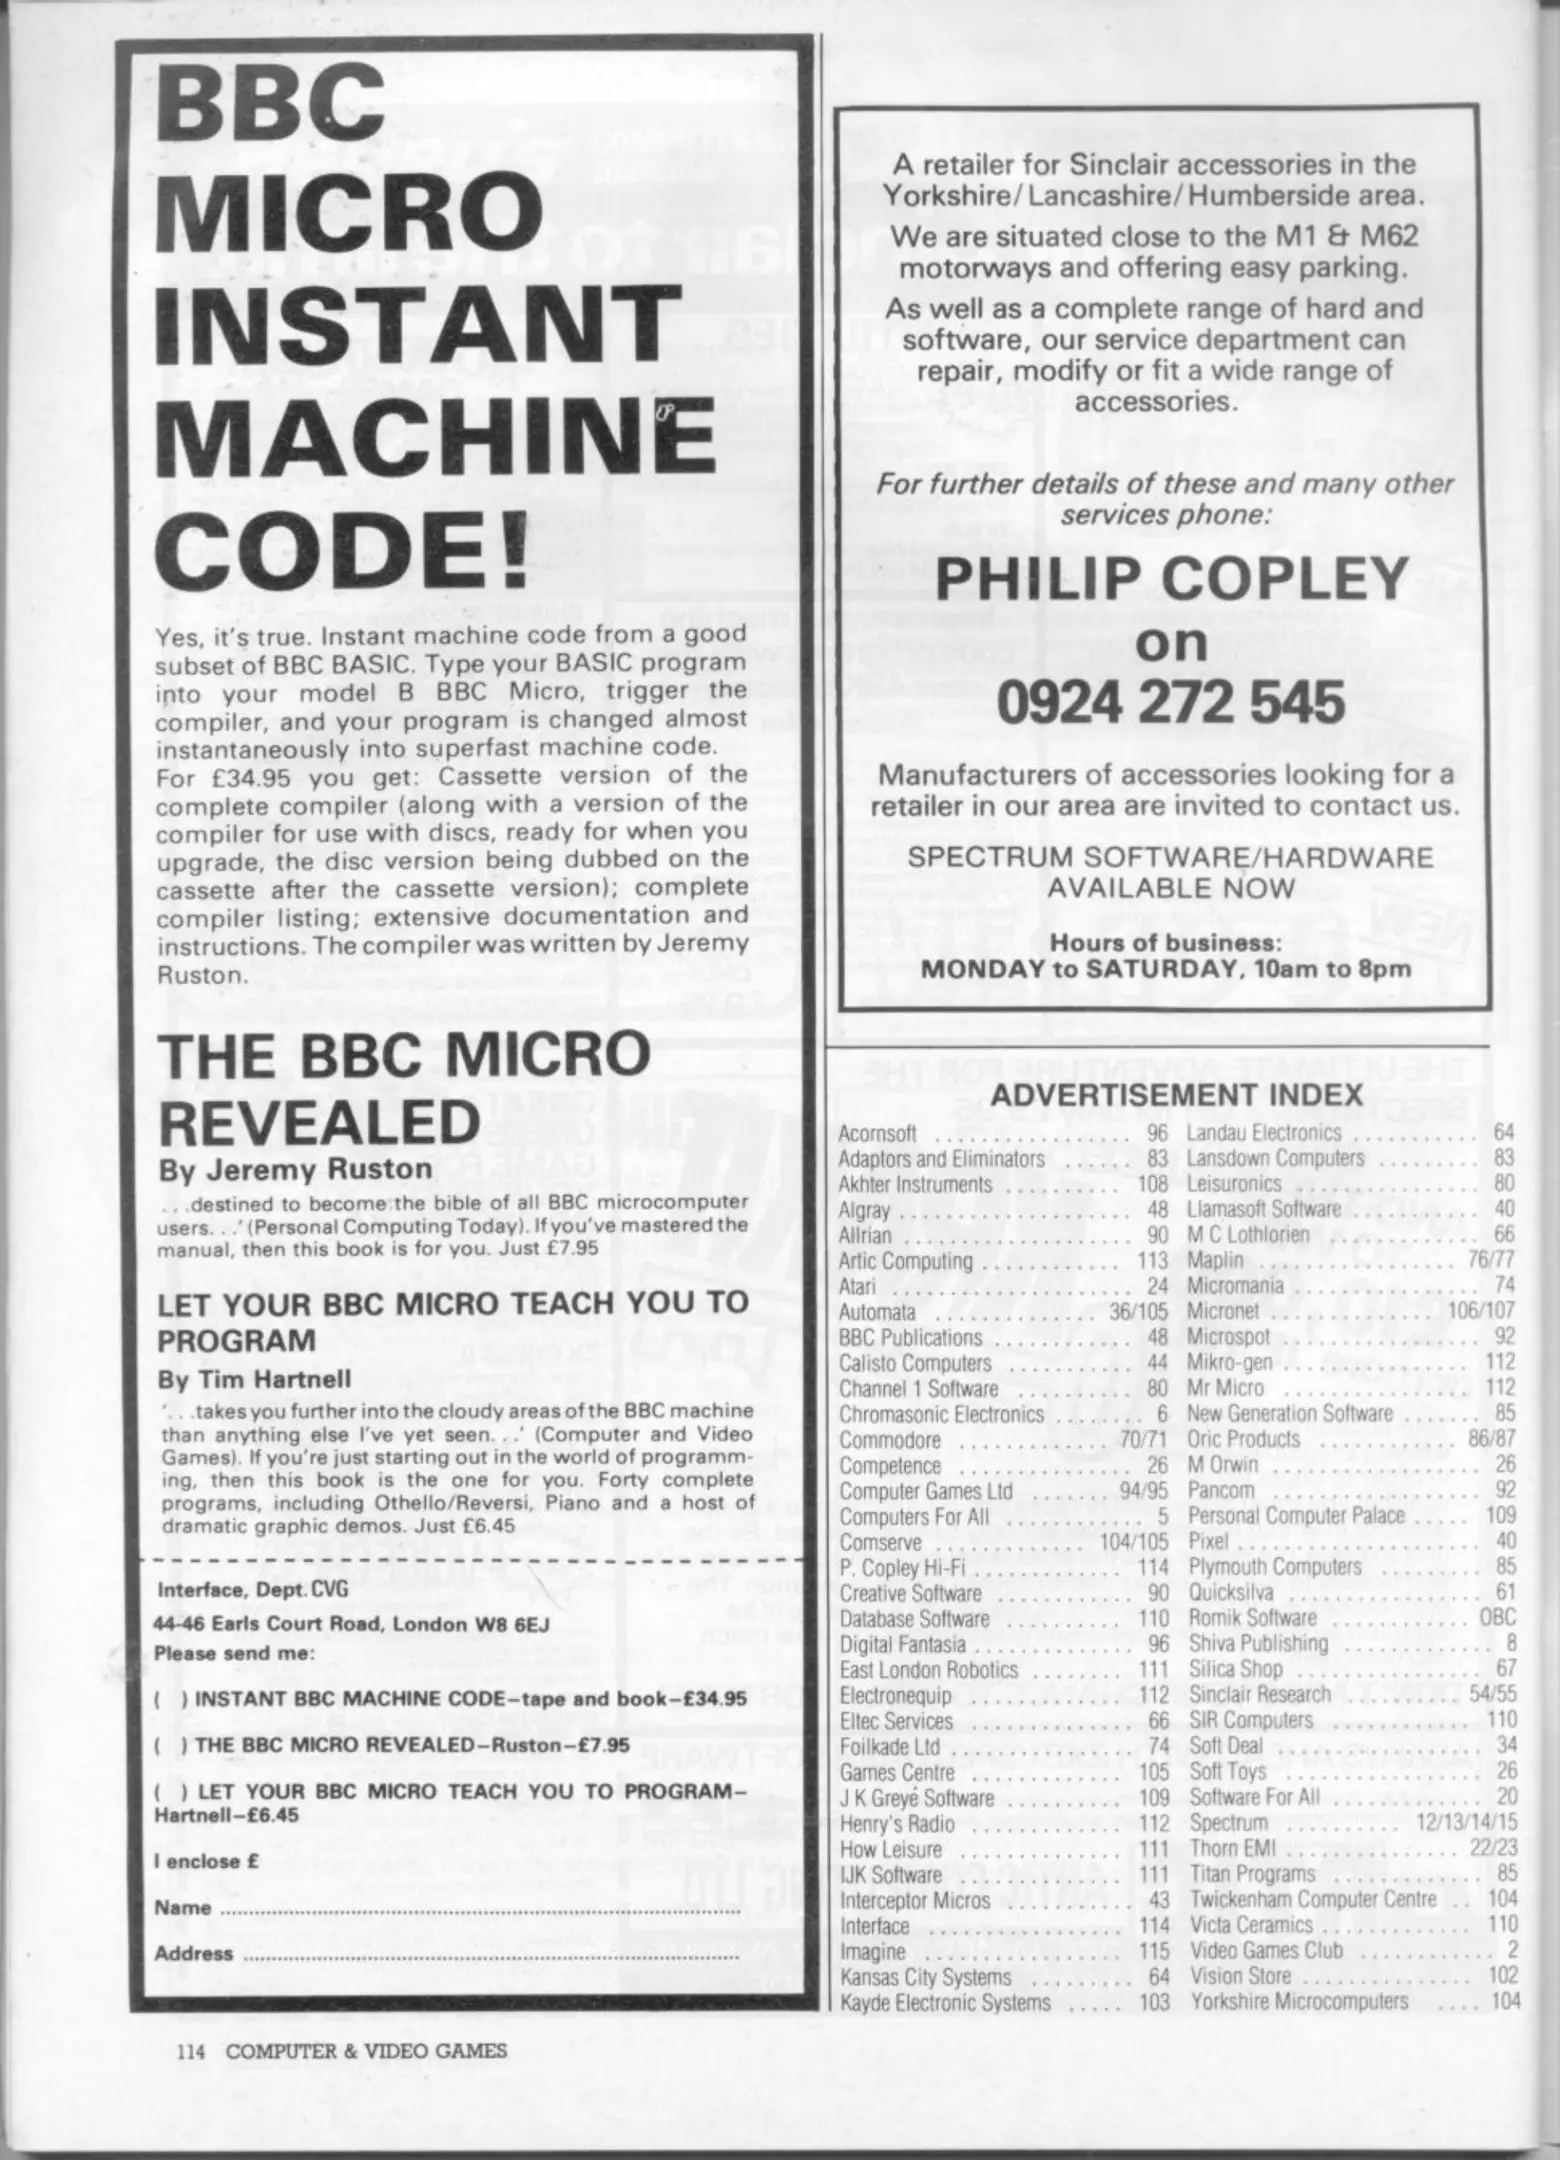 BBC
MICRO
INSTANT
MACHINE
CODE!
Yes, it's true. Instant machine code from a good
subset of BBC BASIC. Type your BASIC program
into your model B BBC Micro, trigger the
compiler, and your program is changed almost
instantaneously into superfast machine code.
For £34.95 you get: Cassette version of the
complete compiler (along with a version of the
compiler for use with discs, ready for when you
upgrade, the disc version being dubbed on the
cassette after the cassette version); complete
compiler listing; extensive documentation and
instructions. The compiler was written by Jeremy
Ruston.
THE BBC MICRO
REVEALED
By Jeremy Ruston
. . .destined to become the bible of all BBC microcomputer
users. . .' (Personal Computing Today). If you've mastered the
manual, then this book is for you. Just £7.95
LET YOUR BBC MICRO TEACH YOU TO
PROGRAM
By Tim Hartnell
'. . .takes you further into the cloudy areas of the BBC machine
than anything else I've yet seen. . .' (Computer and Video
Games). If you're just starting out in the world of programm-
ing, then this book is the one for you. Forty complete
programs, including Othello/Reversi, Piano and a host of
dramatic graphic demos. Just £6.45
Interface, Dept. CVG
44-46 Earls Court Road, London W8 6EJ
Please send me:
( ) INSTANT BBC MACHINE CODE–tape and book–£34.95
( ) THE BBC MICRO REVEALED–Ruston–£7.95
( ) LET YOUR BBC MICRO TEACH YOU TO PROGRAM–
Hartnell–£6.45
I enclose £
Name ........................................
Address ........................................
A retailer for Sinclair accessories in the
Yorkshire/Lancashire/Humberside area.
We are situated close to the M1 & M62
motorways and offering easy parking.
As well as a complete range of hard and
software, our service department can
repair, modify or fit a wide range of
accessories.
For further details of these and many other
services phone:
PHILIP COPLEY
on
0924 272 545
Manufacturers of accessories looking for a
retailer in our area are invited to contact us.
SPECTRUM SOFTWARE/HARDWARE
AVAILABLE NOW
Hours of business:
MONDAY to SATURDAY, 10am to 8pm
ADVERTISEMENT INDEX
Acornsoft . . . . . 96
Adaptors and Eliminators . . . . . 83
Akhter Instruments . . . . . 108
Algray . . . . . 48
Allrian . . . . . 90
Artic Computing . . . . . 113
Atari . . . . . 24
Automata . . . . . 36/105
BBC Publications . . . . . 48
Calisto Computers . . . . . 44
Channel 1 Software . . . . . 80
Chromasonic Electronics . . . . . 6
Commodore . . . . . 70/71
Competence . . . . . 26
Computer Games Ltd . . . . . 94/95
Computers For All . . . . . 5
Comserve . . . . . 104/105
P. Copley Hi-Fi . . . . . 114
Creative Software . . . . . 90
Database Software . . . . . 110
Digital Fantasia . . . . . 96
East London Robotics . . . . . 111
Electronequip . . . . . 112
Eltec Services . . . . . 66
Foilkade Ltd . . . . . 74
Games Centre . . . . . 105
J K Greyé Software . . . . . 109
Henry's Radio . . . . . 112
How Leisure . . . . . 111
IJK Software . . . . . 111
Interceptor Micros . . . . . 43
Interface . . . . . 114
Imagine . . . . . 115
Kansas City Systems . . . . . 64
Kayde Electronic Systems . . . . . 103
Landau Electronics . . . . . 64
Lansdown Computers . . . . . 83
Leisuronics . . . . . 80
Llamasoft Software . . . . . 40
M C Lothlorien . . . . . 66
Maplin . . . . . 76/77
Micromania . . . . . 74
Micronet . . . . . 106/107
Microspot . . . . . 92
Mikro-gen . . . . . 112
Mr Micro . . . . . 112
New Generation Software . . . . . 85
Oric Products . . . . . 86/87
M Orwin . . . . . 26
Pancom . . . . . 92
Personal Computer Palace . . . . . 109
Pixel . . . . . 40
Plymouth Computers . . . . . 85
Quicksilva . . . . . 61
Romik Software . . . . . OBC
Shiva Publishing . . . . . 8
Silica Shop . . . . . 67
Sinclair Research . . . . . 54/55
SIR Computers . . . . . 110
Soft Deal . . . . . 34
Soft Toys . . . . . 26
Software For All . . . . . 20
Spectrum . . . . . 12/13/14/15
Thorn EMI . . . . . 22/23
Titan Programs . . . . . 85
Twickenham Computer Centre . . 104
Victa Ceramics . . . . . 110
Video Games Club . . . . . 2
Vision Store . . . . . 102
Yorkshire Microcomputers . . . . 104
114 COMPUTER & VIDEO GAMES